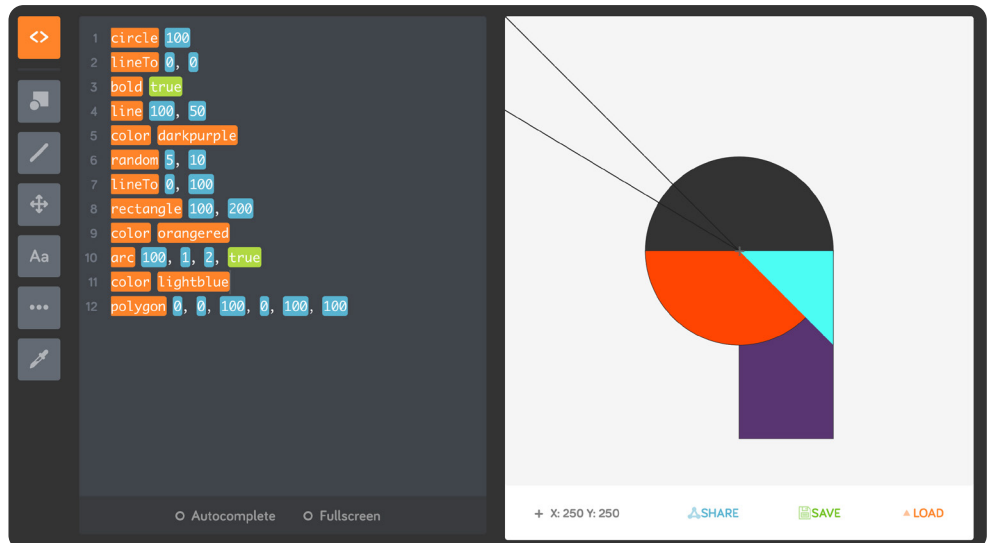 <>
1 circle 100
2 lineTo 0, 0
3 bold true
4 line 100, 50
5 color darkpurple
6 random 5, 10
7 lineTo 0, 100
8 rectangle 100, 200
9 color orangered
10 arc 100, 1, 2, true
11 color lightblue
12 polygon 0, 0, 100, 0, 100, 100
Aa
Autocomplete Fullscreen
+ X: 250 Y: 250 SHARE SAVE LOAD